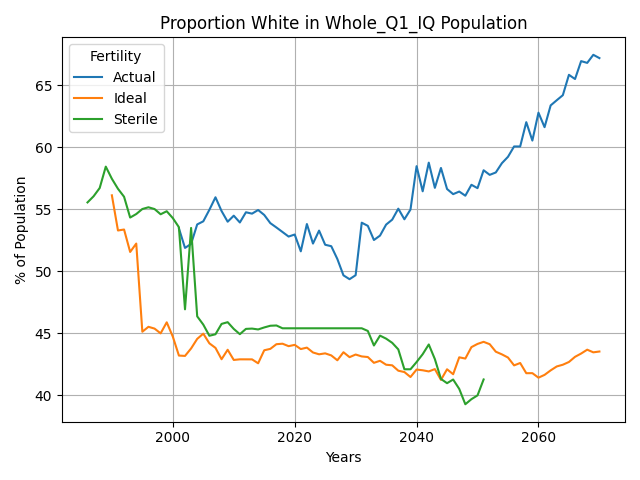 Proportion White in Whole_Q1_IQ Population
Fertility
Actual
Ideal
Sterile
65
60
55
50
45
40
% of Population
2000
2020
2040
2060
Years